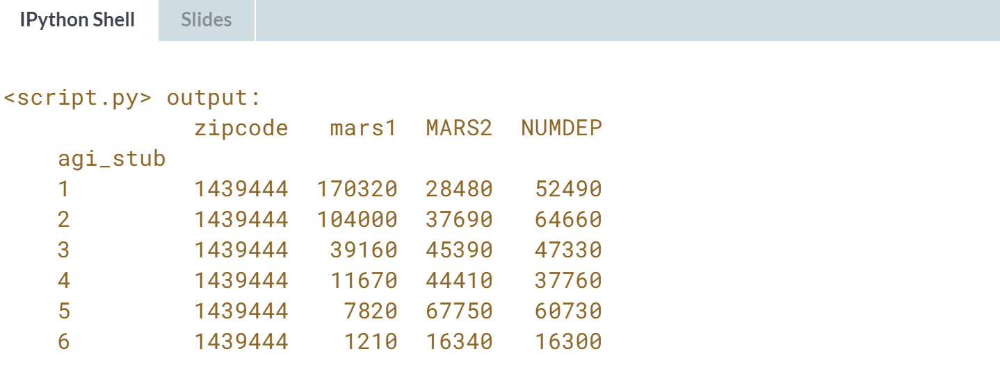 IPython Shell Slides
<script.py> output:
zipcode mars1 MARS2 NUMDEP
agi_stub
1 1439444 170320 28480 52490
2 1439444 104000 37690 64660
3 1439444 39160 45390 47330
4 1439444 11670 44410 37760
5 1439444 7820 67750 60730
6 1439444 1210 16340 16300